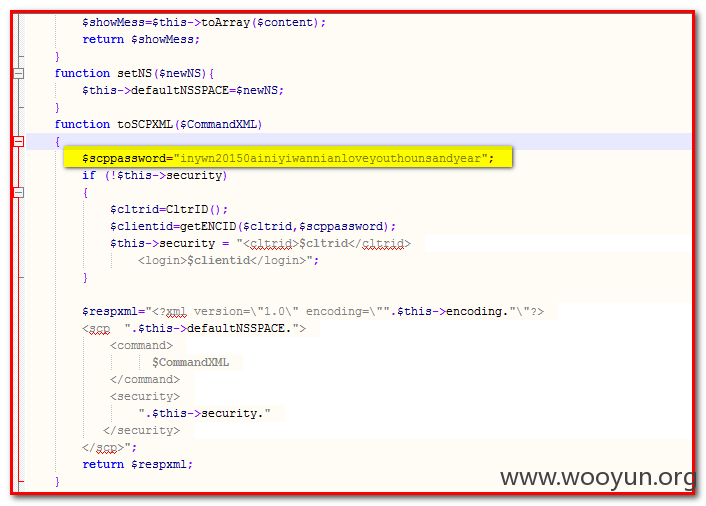 $showMess=$this->toArray($content);
return $showMess;
}
function setNS($newNS){
$this->defaultNSSPACE=$newNS;
}
function toSCPXML($CommandXML)
{
$scppassword="inywn20150ainiyiwannianloveyouthounsandyear";
if (!$this->security)
{
$cltrid=CltrID();
$clientid=getENCID($cltrid,$scppassword);
$this->security = "<cltrid>$cltrid</cltrid>
<login>$clientid</login>";
}
$respxml="<?xml version=\"1.0\" encoding=\"".$this->encoding."\"?>
<scp ".$this->defaultNSSPACE.">
<command>
$CommandXML
</command>
<security>
".$this->security."
</security>
</scp>";
return $respxml;
}
www.wooyun.org